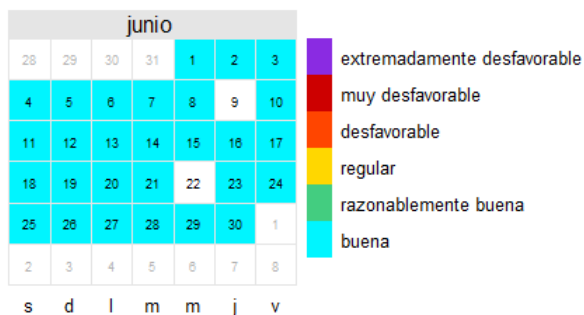 junio
28 29 30 31 1 2 3
4 5 6 7 8 9 10
11 12 13 14 15 16 17
18 19 20 21 22 23 24
25 26 27 28 29 30 1
2 3 4 5 6 7 8
s d l m m j v
extremadamente desfavorable
muy desfavorable
desfavorable
regular
razonablemente buena
buena